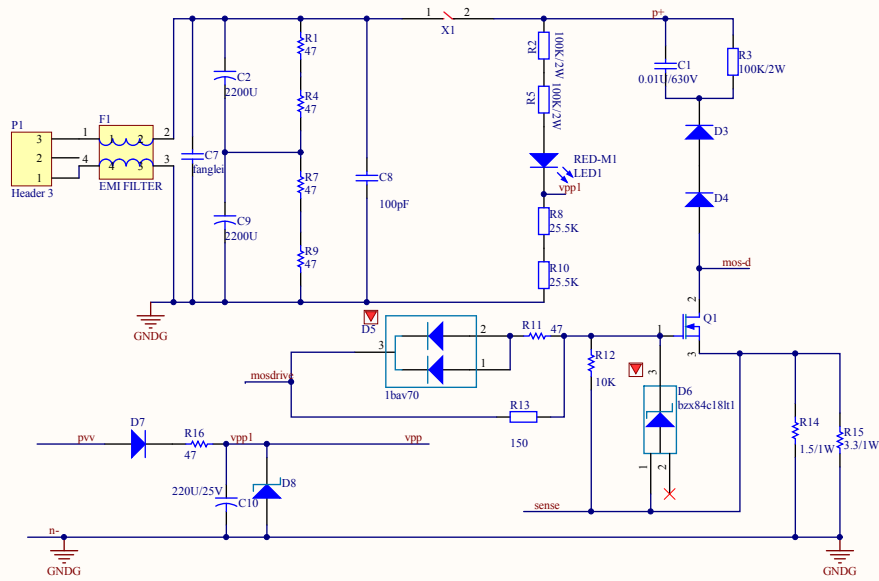 1 2
X1
p+
R1
47
C2
2200U
R4
47
R2
100K/2W
R5
100K/2W
C1
0.01U/630V
R3
100K/2W
P1
3
2
1
Header 3
F1
1
4
1 2
4 3
2
3
EMI FILTER
C7
fanglei
R7
47
C8
100pF
RED-M1
LED1
vpp1
D3
D4
C9
2200U
R9
47
R8
25.5K
R10
25.5K
mos-d
GNDG
D5
3
2
1
1bav70
R11 47
R12
10K
1
2
3
Q1
mosdrive
R13
150
3
D6
bzx84c18lt1
1
2
R14
1.5/1W
R15
3.3/1W
pvv
D7
R16
47
vpp1
vpp
220U/25V
C10
D8
sense
n-
GNDG
GNDG